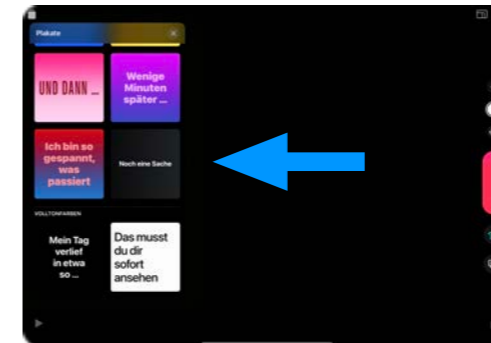 Plakate
UND DANN ...
Wenige
Minuten
später ...
Ich bin so
gespannt,
was
passiert
Noch eine Sache
VOLLTONFARBEN
Mein Tag
verlief
in etwa
so ...
Das musst
du dir
sofort
ansehen